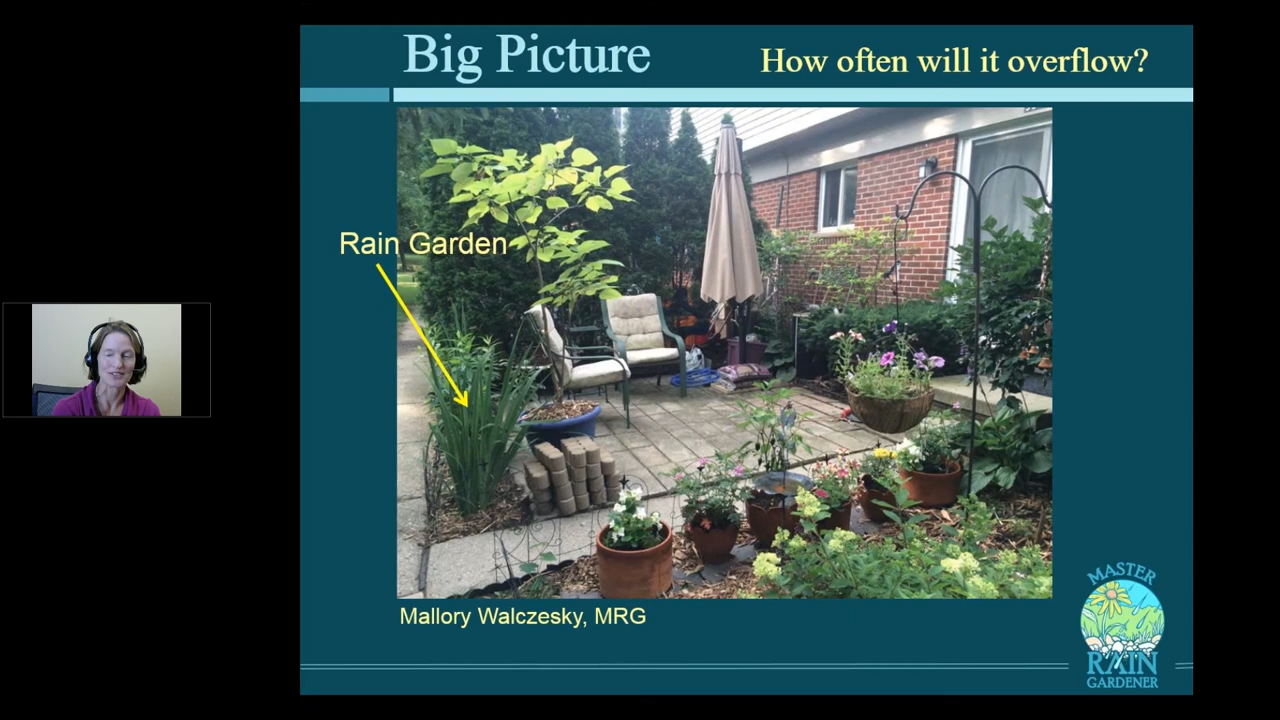 Big Picture
How often will it overflow?
Rain Garden
Mallory Walczesky, MRG
MASTER
RAIN
GARDENER